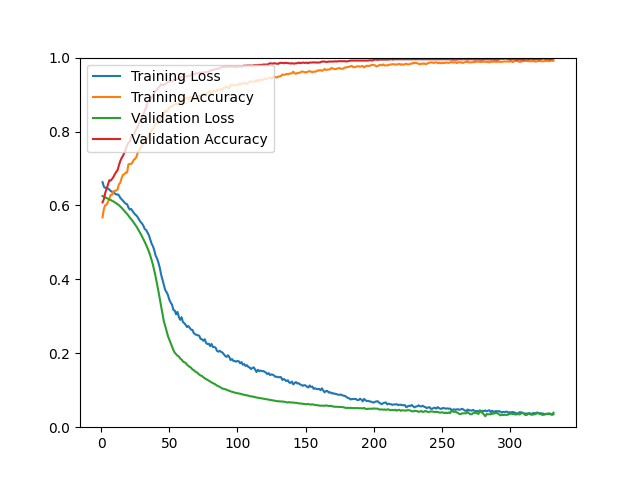 1.0
0.8
0.6
0.4
0.2
0.0
Training Loss
Training Accuracy
Validation Loss
Validation Accuracy
0 50 100 150 200 250 300